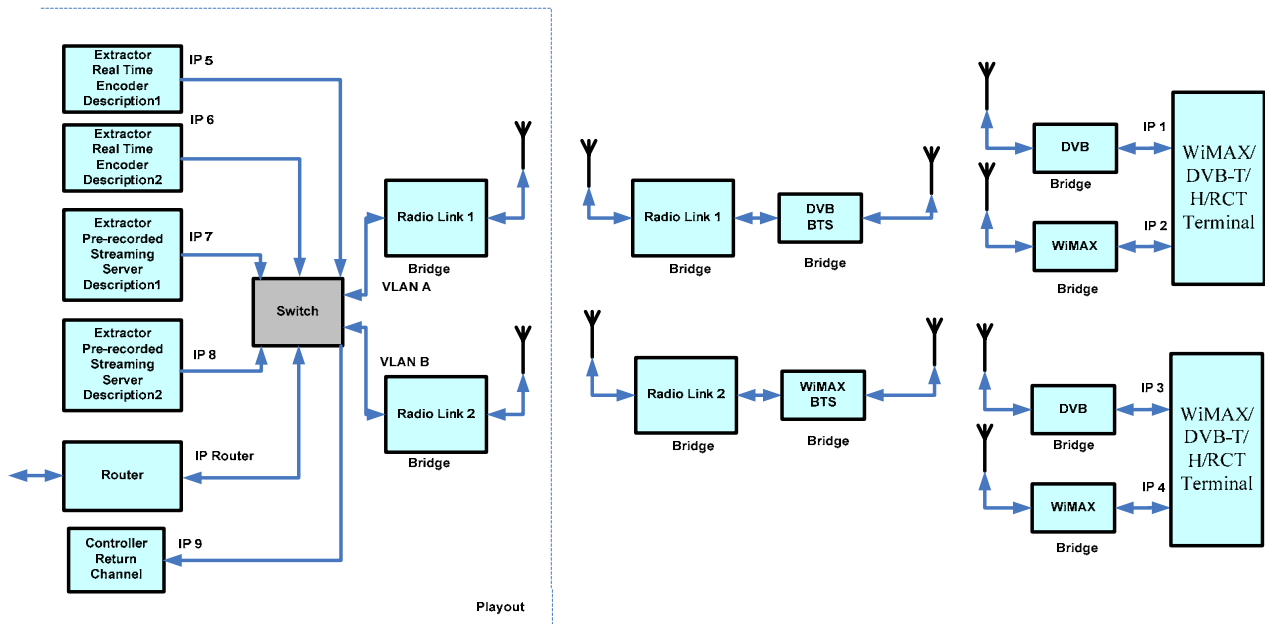 Extractor
Real Time
Encoder
Description1
IP 5
Extractor
Real Time
Encoder
Description2
IP 6
Extractor
Pre-recorded
Streaming
Server
Description1
IP 7
Extractor
Pre-recorded
Streaming
Server
Description2
IP 8
Router
IP Router
Controller
Return
Channel
IP 9
Switch
VLAN A
VLAN B
Radio Link 1
Bridge
Radio Link 2
Bridge
Playout
Radio Link 1
Bridge
DVB
BTS
Bridge
Radio Link 2
Bridge
WiMAX
BTS
Bridge
DVB
Bridge
IP 1
WiMAX
Bridge
IP 2
WiMAX/
DVB-T/
H/RCT
Terminal
DVB
Bridge
IP 3
WiMAX
Bridge
IP 4
WiMAX/
DVB-T/
H/RCT
Terminal